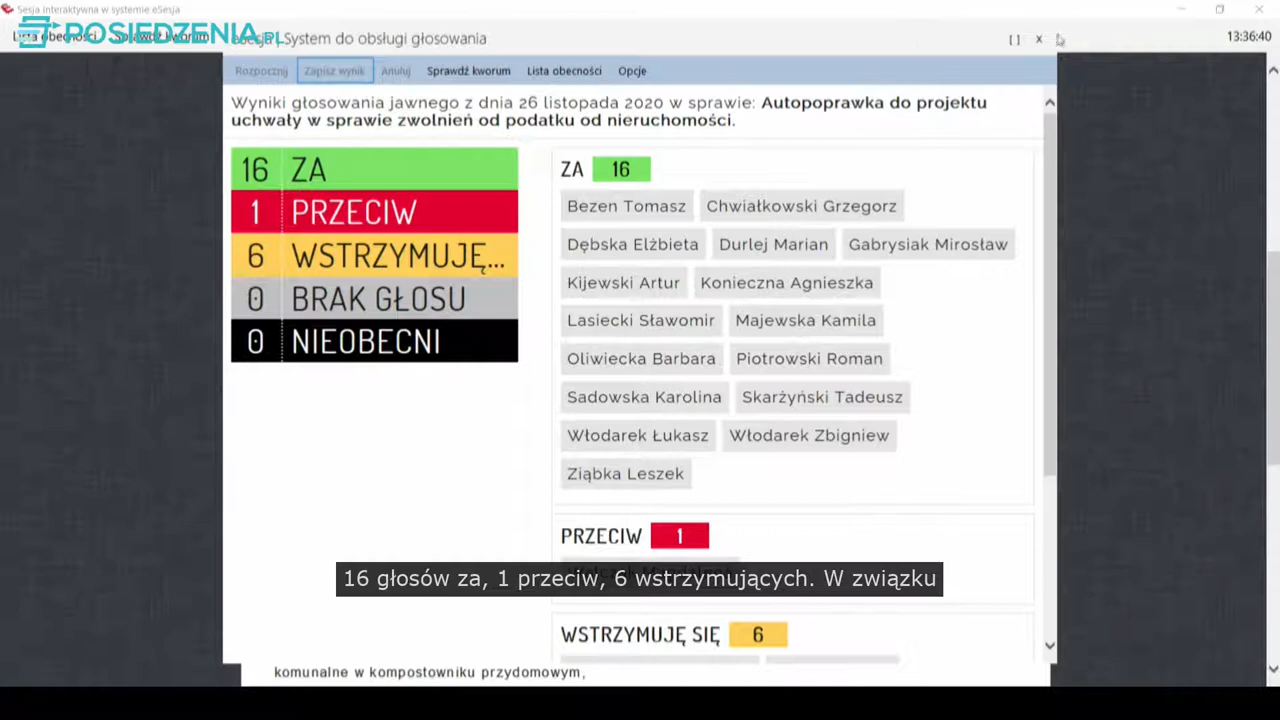 Sesja interaktywna w systemie eSesja
POSIEDZENIA.PL
Lista obecności Sprawdź kworum
eSesja | System do obsługi głosowania
[ ] X
13:36:40
Rozpocznij Zapisz wynik Anuluj Sprawdź kworum Lista obecności Opcje
Wyniki głosowania jawnego z dnia 26 listopada 2020 w sprawie: Autopoprawka do projektu
uchwały w sprawie zwolnień od podatku od nieruchomości.
16 ZA
1 PRZECIW
6 WSTRZYMUJĘ...
0 BRAK GŁOSU
0 NIEOBECNI
ZA 16
Bezen Tomasz Chwiałkowski Grzegorz
Dębska Elżbieta Durlej Marian Gabrysiak Mirosław
Kijewski Artur Konieczna Agnieszka
Lasiecki Sławomir Majewska Kamila
Oliwiecka Barbara Piotrowski Roman
Sadowska Karolina Skarżyński Tadeusz
Włodarek Łukasz Włodarek Zbigniew
Ziąbka Leszek
PRZECIW 1
16 głosów za, 1 przeciw, 6 wstrzymujących. W związku
WSTRZYMUJĘ SIĘ 6
komunalne w kompostowniku przydomowym,